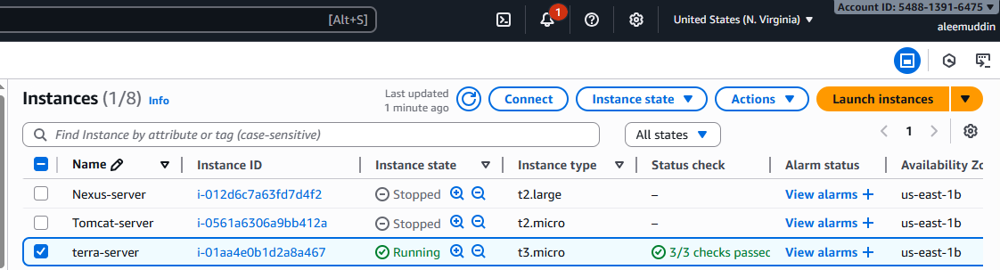 [Alt+S] 1 United States (N. Virginia) Account ID: 5488-1391-6475
aleemuddin
Instances (1/8) Info Last updated 1 minute ago Connect Instance state Actions Launch instances
Find Instance by attribute or tag (case-sensitive) All states 1
Name Instance ID Instance state Instance type Status check Alarm status Availability Zo
Nexus-server i-012d6c7a63fd7d4f2 Stopped t2.large – View alarms + us-east-1b
Tomcat-server i-0561a6306a9bb412a Stopped t2.micro – View alarms + us-east-1b
terra-server i-01aa4e0b1d2a8a467 Running t3.micro 3/3 checks passed View alarms + us-east-1b